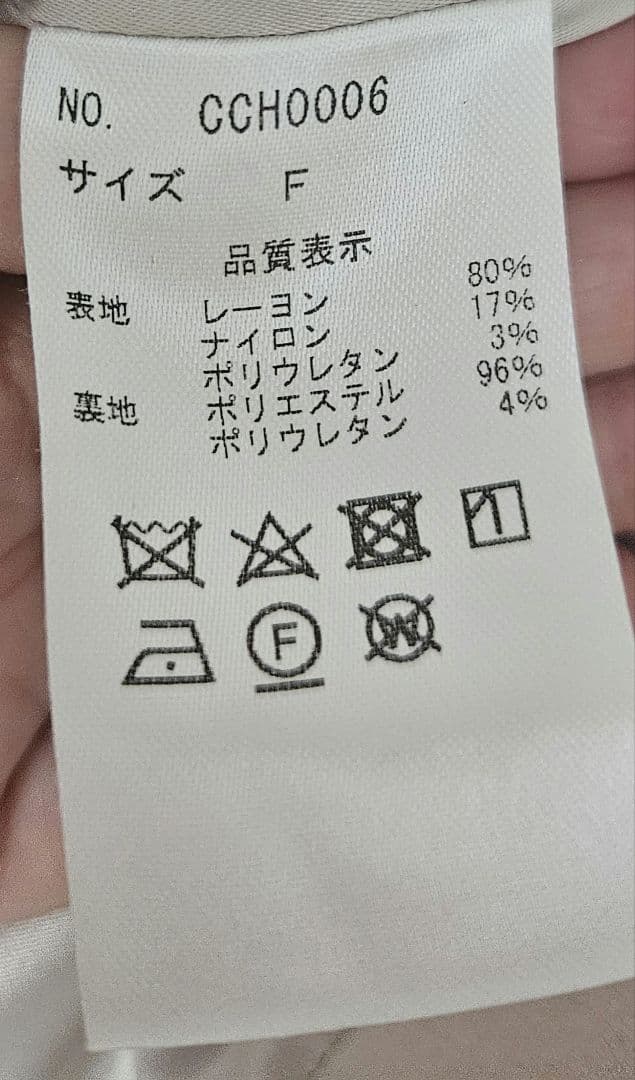 NO. CCH0006
サイズ F
品質表示
表地 レーヨン 80%
ナイロン 17%
ポリウレタン 3%
裏地 ポリエステル 96%
ポリウレタン 4%
F
W